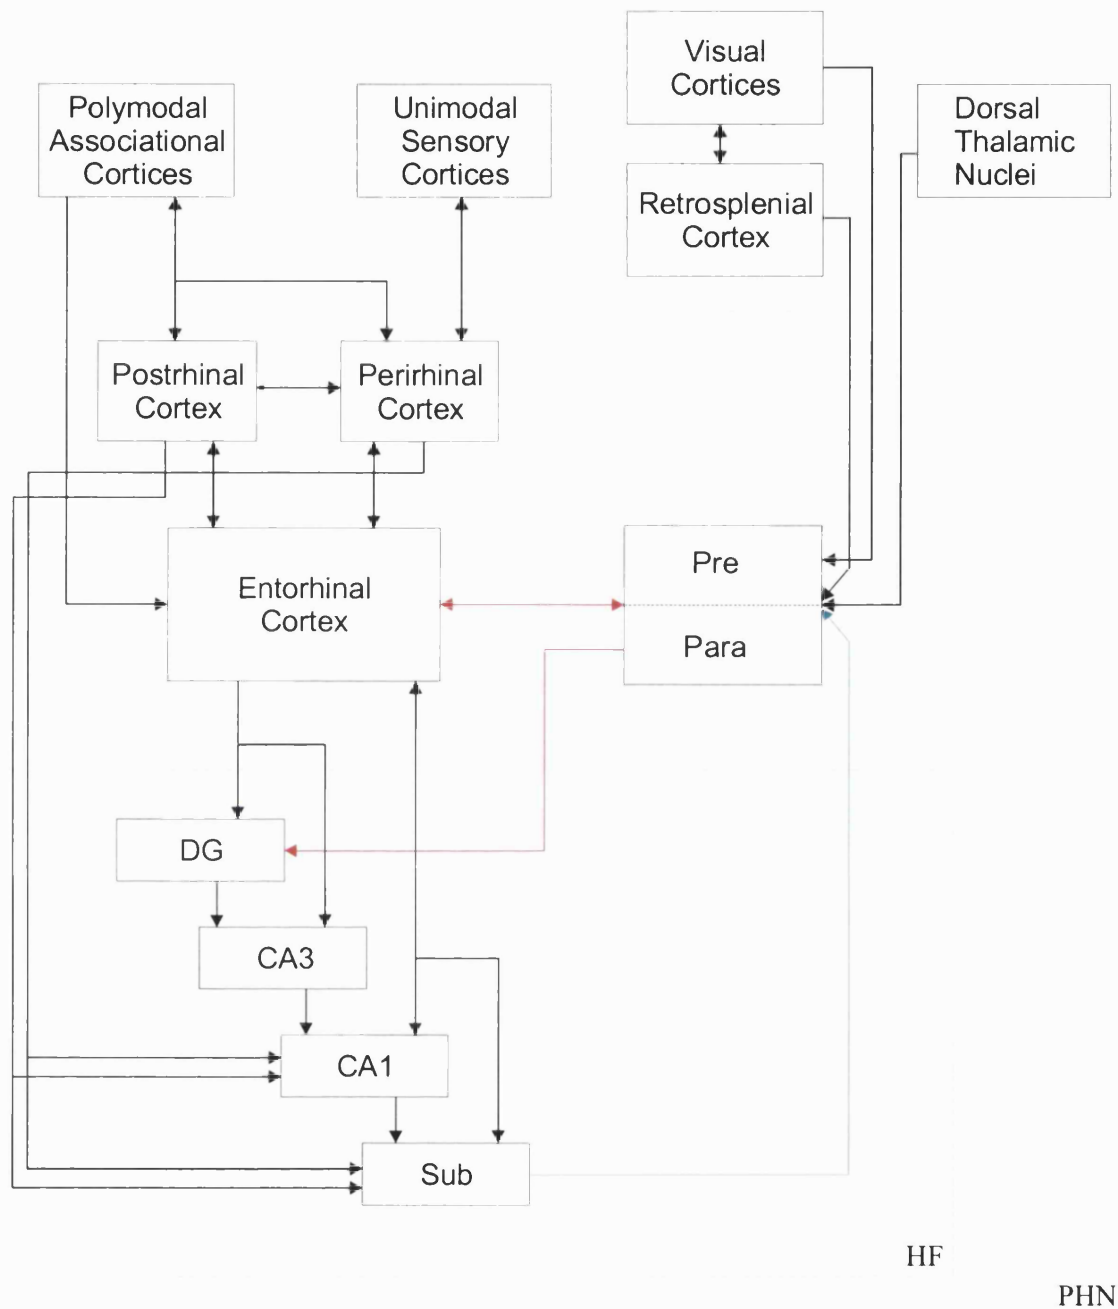 Visual
Cortices
Polymodal
Associational
Cortices
Unimodal
Sensory
Cortices
Dorsal
Thalamic
Nuclei
Retrosplenial
Cortex
Postrhinal
Cortex
Perirhinal
Cortex
Entorhinal
Cortex
Pre
Para
DG
CA3
CA1
Sub
HF
PHN